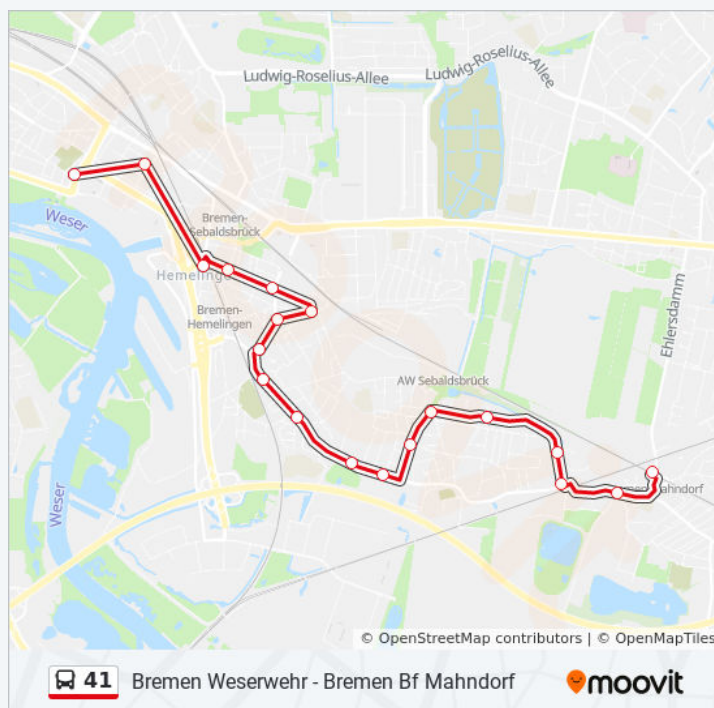 Ludwig-Roselius-Allee
Ludwig-Roselius-Allee
Weser
Bremen-
Sebaldsbrück
Hemelinge
Bremen-
Hemelingen
Ehlersdamm
AW Sebaldsbrück
Weser
Mahndorf
© OpenStreetMap contributors | © OpenMapTiles
41 Bremen Weserwehr - Bremen Bf Mahndorf moovit